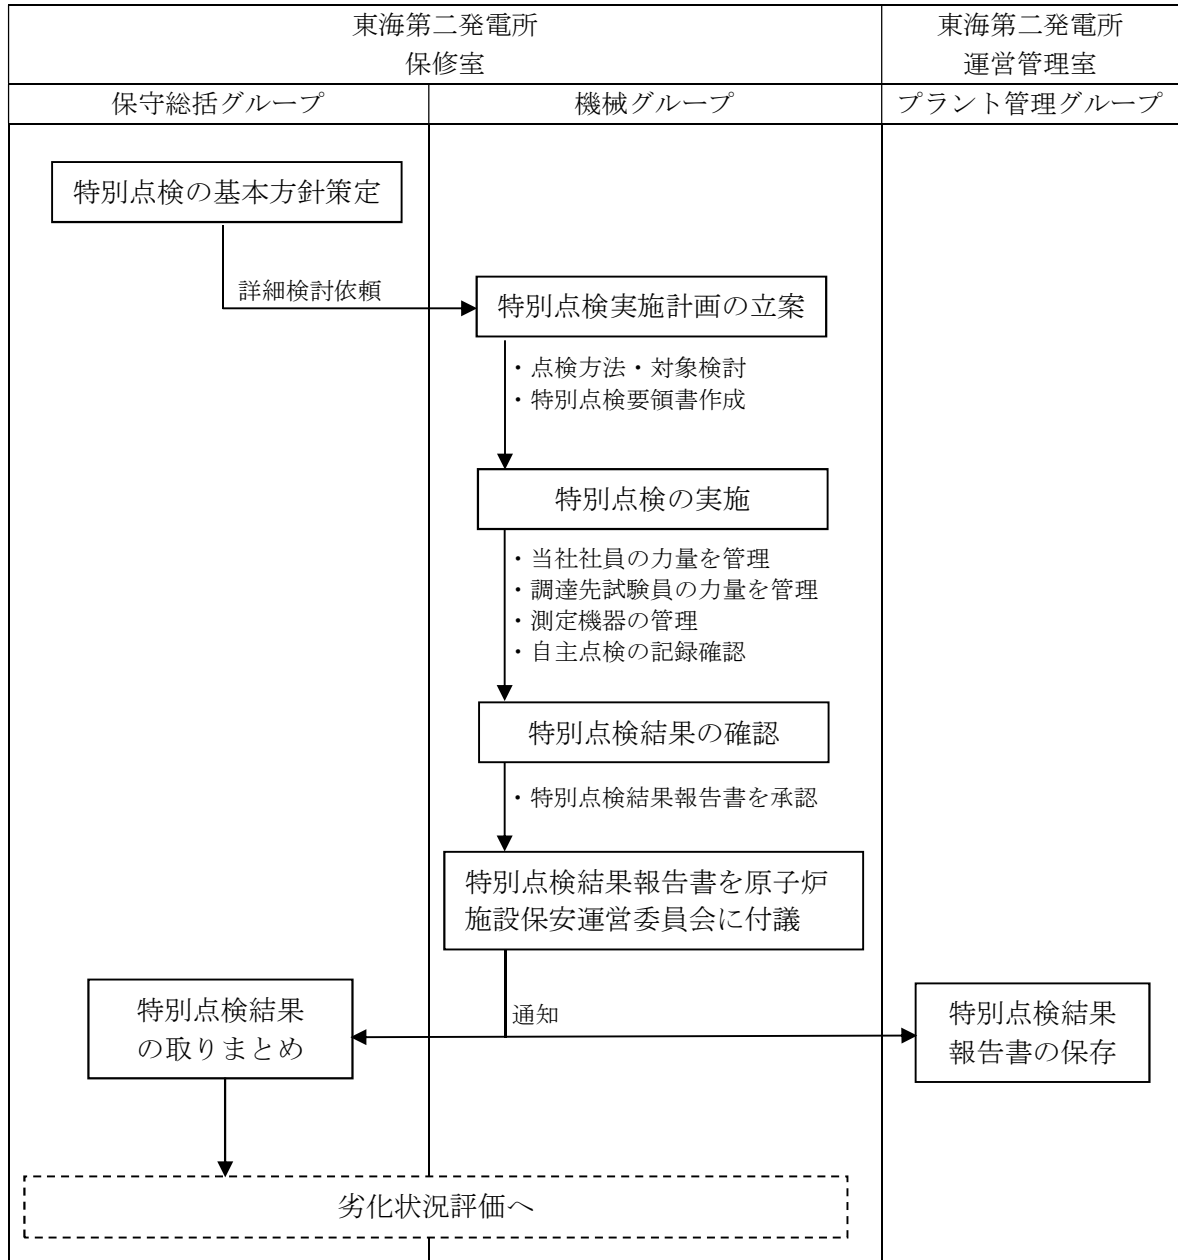 東海第二発電所
保修室
東海第二発電所
運営管理室
保守総括グループ
機械グループ
プラント管理グループ
特別点検の基本方針策定
詳細検討依頼
特別点検実施計画の立案
・点検方法・対象検討
・特別点検要領書作成
特別点検の実施
・当社社員の力量を管理
・調達先試験員の力量を管理
・測定機器の管理
・自主点検の記録確認
特別点検結果の確認
・特別点検結果報告書を承認
特別点検結果報告書を原子炉
施設保安運営委員会に付議
通知
特別点検結果
の取りまとめ
特別点検結果
報告書の保存
劣化状況評価へ